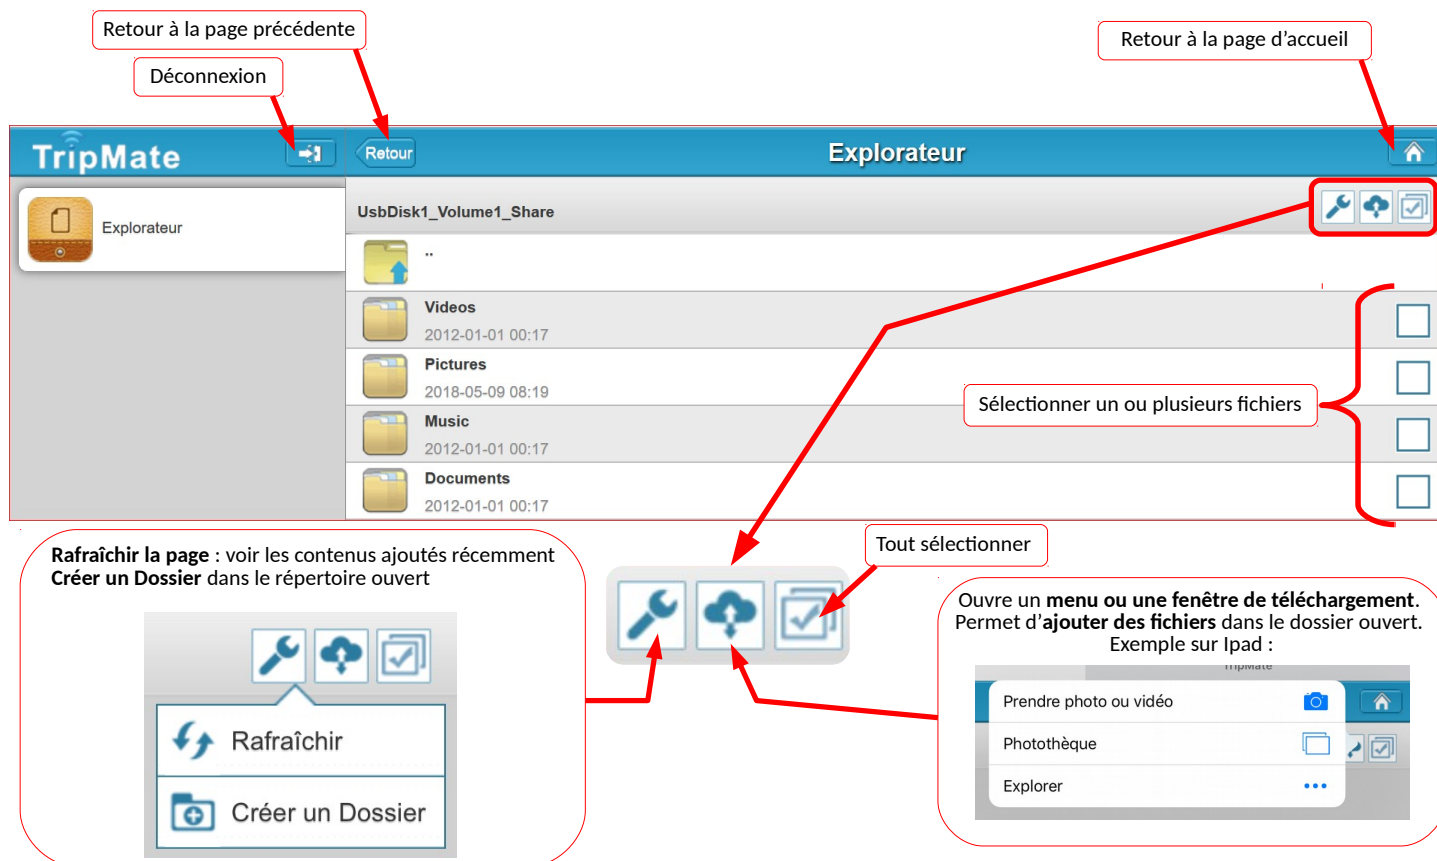 Retour à la page précédente
Retour à la page d’accueil
Déconnexion
TripMate
Retour
Explorateur
Explorateur
UsbDisk1_Volume1_Share
..
Videos
2012-01-01 00:17
Pictures
2018-05-09 08:19
Sélectionner un ou plusieurs fichiers
Music
2012-01-01 00:17
Documents
2012-01-01 00:17
Rafraîchir la page : voir les contenus ajoutés récemment
Créer un Dossier dans le répertoire ouvert
Rafraîchir
Créer un Dossier
Tout sélectionner
Ouvre un menu ou une fenêtre de téléchargement.
Permet d’ajouter des fichiers dans le dossier ouvert.
Exemple sur Ipad :
TripMate
Prendre photo ou vidéo
Photothèque
Explorer